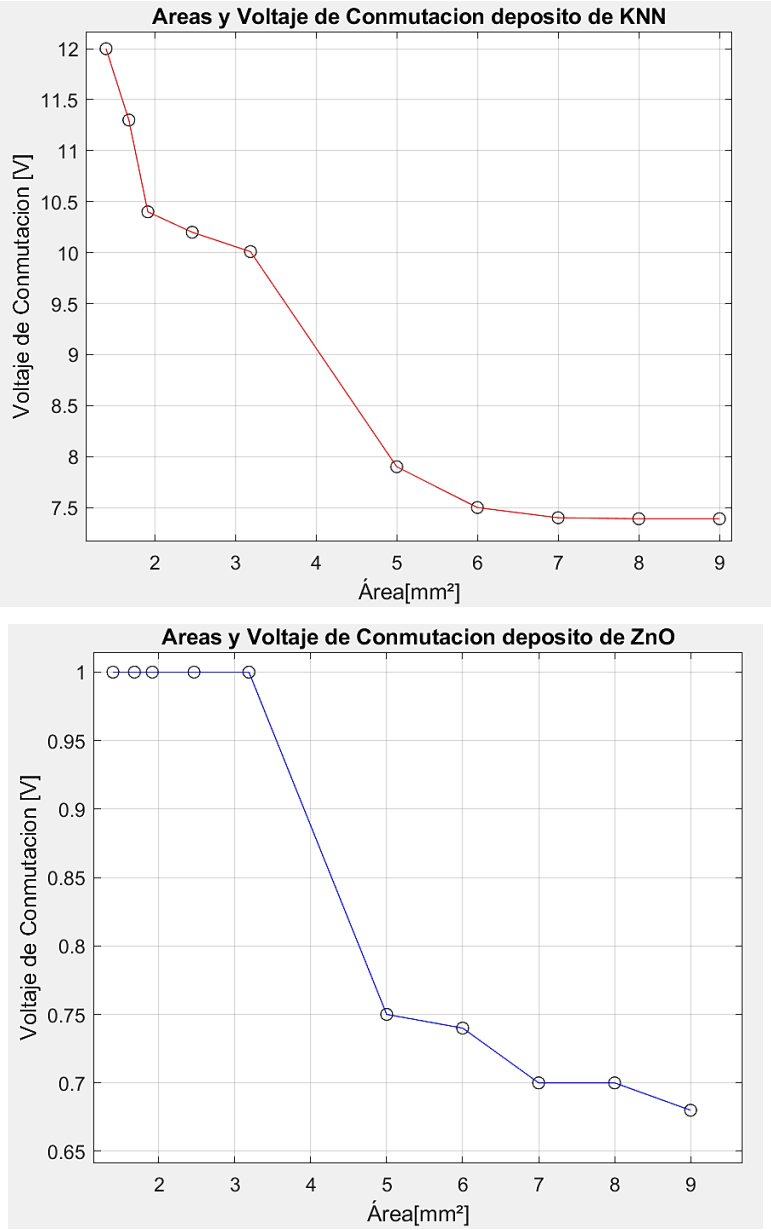 Areas y Voltaje de Conmutacion deposito de KNN
Voltaje de Conmutacion [V]
12
11.5
11
10.5
10
9.5
9
8.5
8
7.5
2 3 4 5 6 7 8 9
Área[mm²]
Areas y Voltaje de Conmutacion deposito de ZnO
Voltaje de Conmutacion [V]
1
0.95
0.9
0.85
0.8
0.75
0.7
0.65
2 3 4 5 6 7 8 9
Área[mm²]